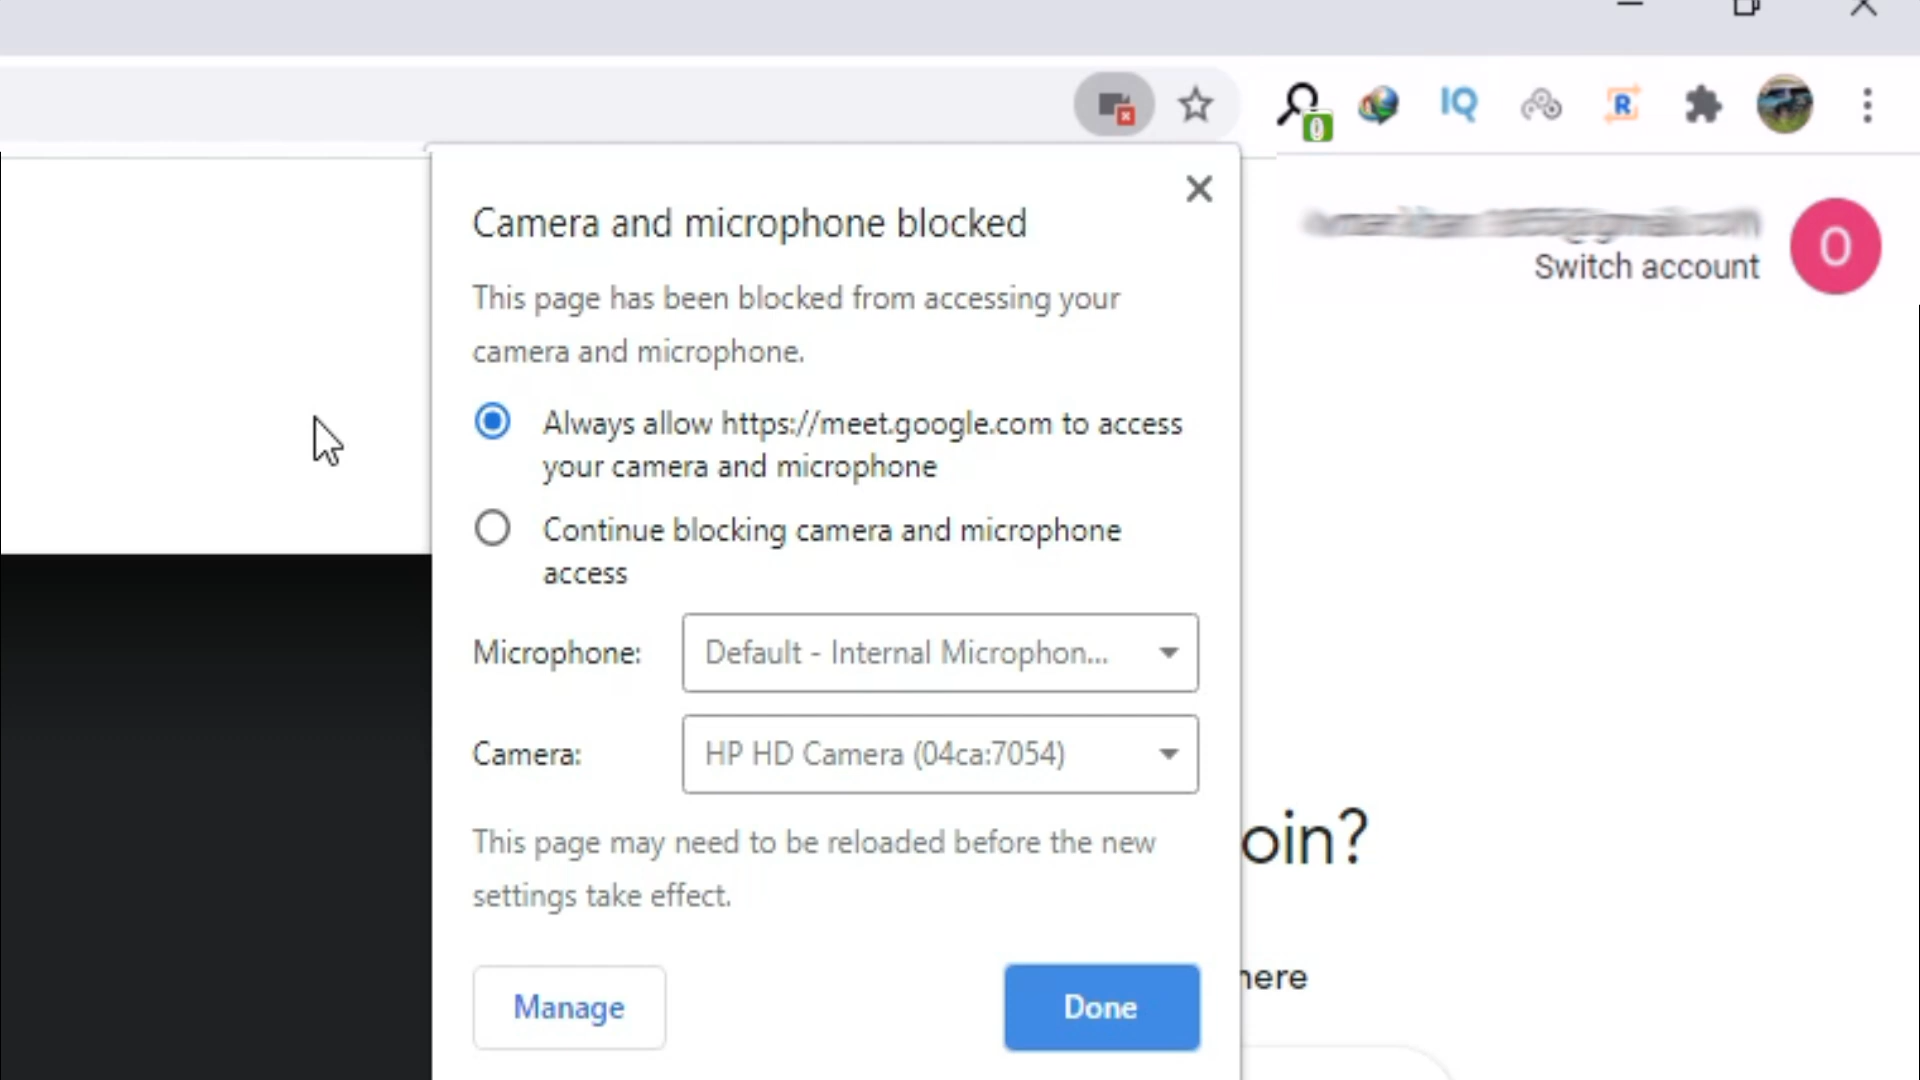 IQ
R
0
Camera and microphone blocked
Switch account
O
This page has been blocked from accessing your
camera and microphone.
Always allow https://meet.google.com to access
your camera and microphone
Continue blocking camera and microphone
access
Microphone:
Default - Internal Microphon...
Camera:
HP HD Camera (04ca:7054)
This page may need to be reloaded before the new
settings take effect.
oin?
here
Manage
Done